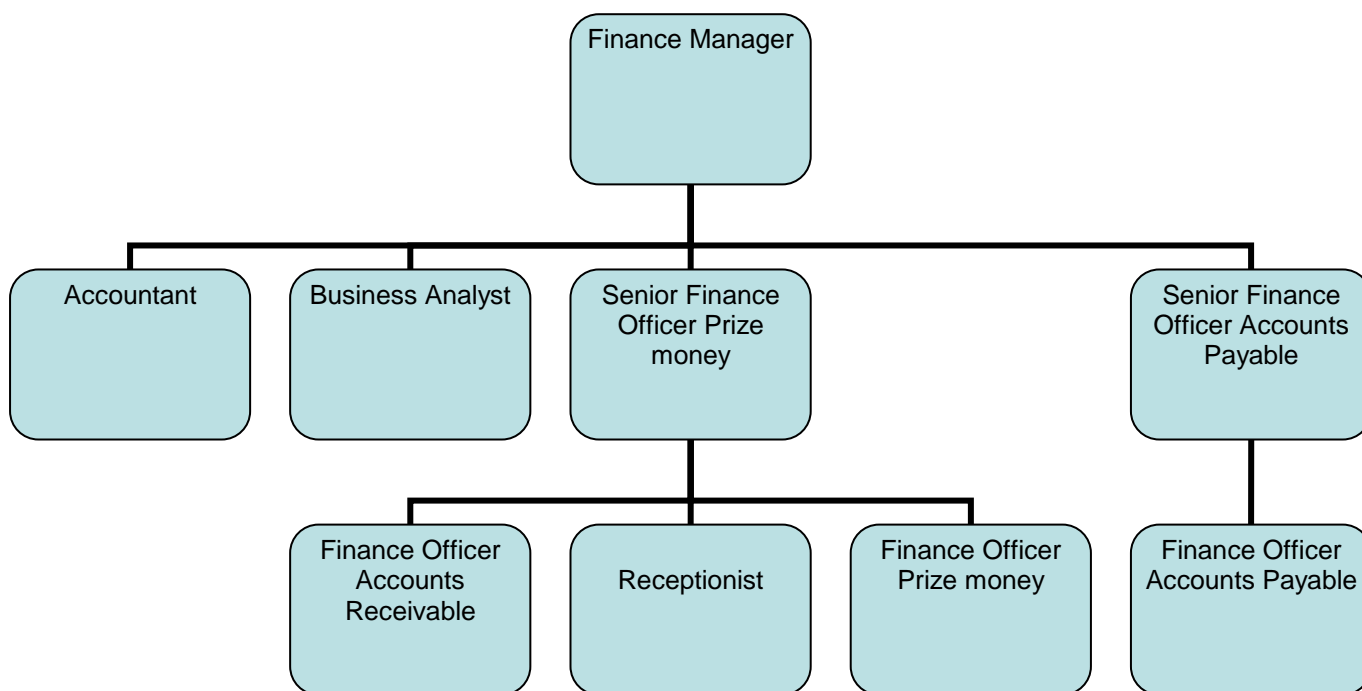 Finance Manager
Accountant
Business Analyst
Senior Finance
Officer Prize
money
Senior Finance
Officer Accounts
Payable
Finance Officer
Accounts
Receivable
Receptionist
Finance Officer
Prize money
Finance Officer
Accounts Payable